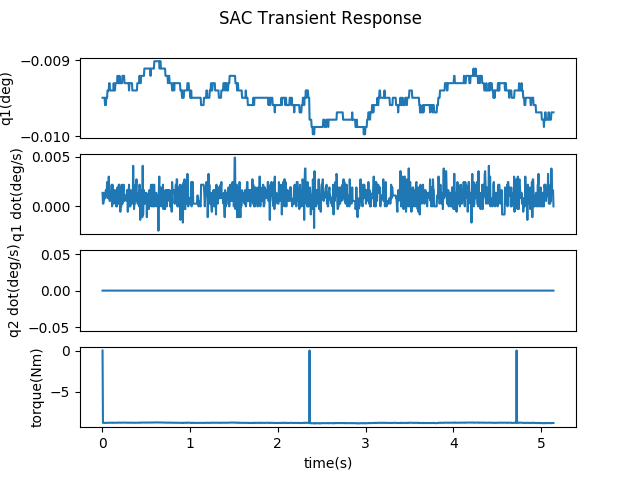 SAC Transient Response
−0.009
−0.010
q1(deg)
0.005
0.000
q1 dot(deg/s)
0.05
0.00
−0.05
q2 dot(deg/s)
0
−5
torque(Nm)
0 1 2 3 4 5
time(s)